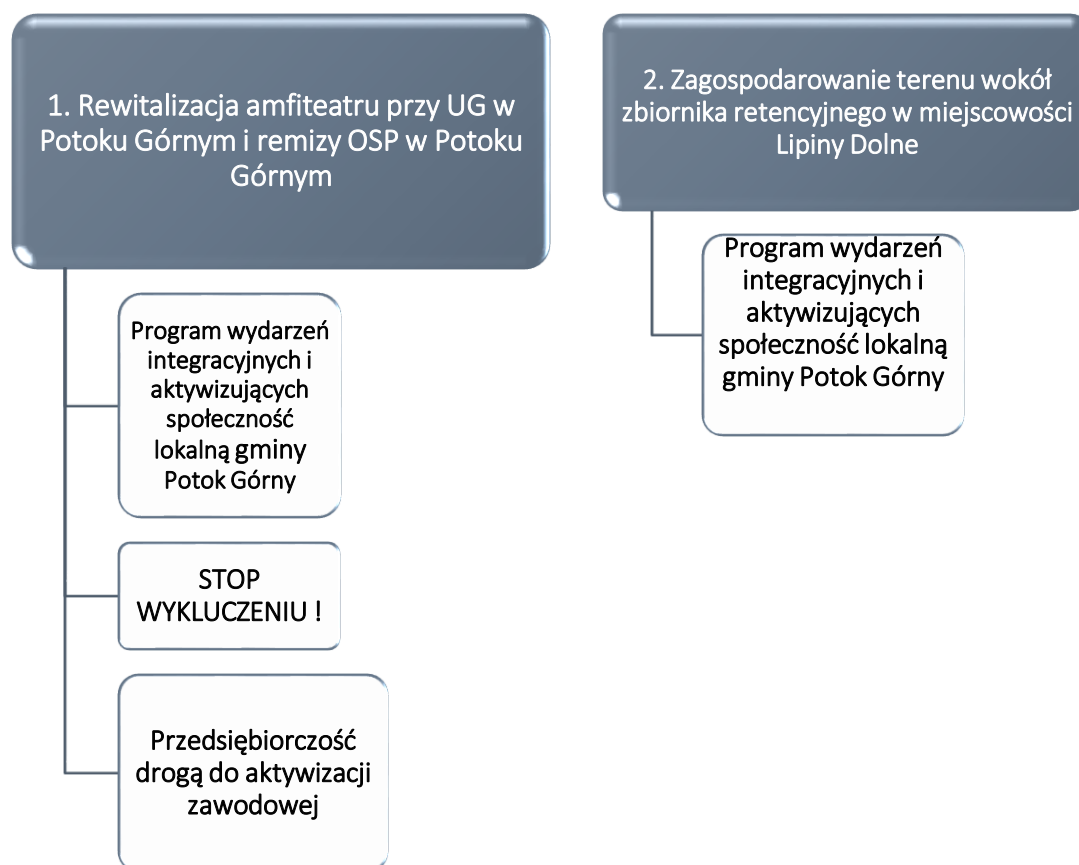 1. Rewitalizacja amfiteatru przy UG w
Potoku Górnym i remizy OSP w Potoku
Górnym
Program wydarzeń
integracyjnych i
aktywizujących
społeczność
lokalną gminy
Potok Górny
STOP
WYKLUCZENIU !
Przedsiębiorczość
drogą do aktywizacji
zawodowej
2. Zagospodarowanie terenu wokół
zbiornika retencyjnego w miejscowości
Lipiny Dolne
Program wydarzeń
integracyjnych i
aktywizujących
społeczność lokalną
gminy Potok Górny